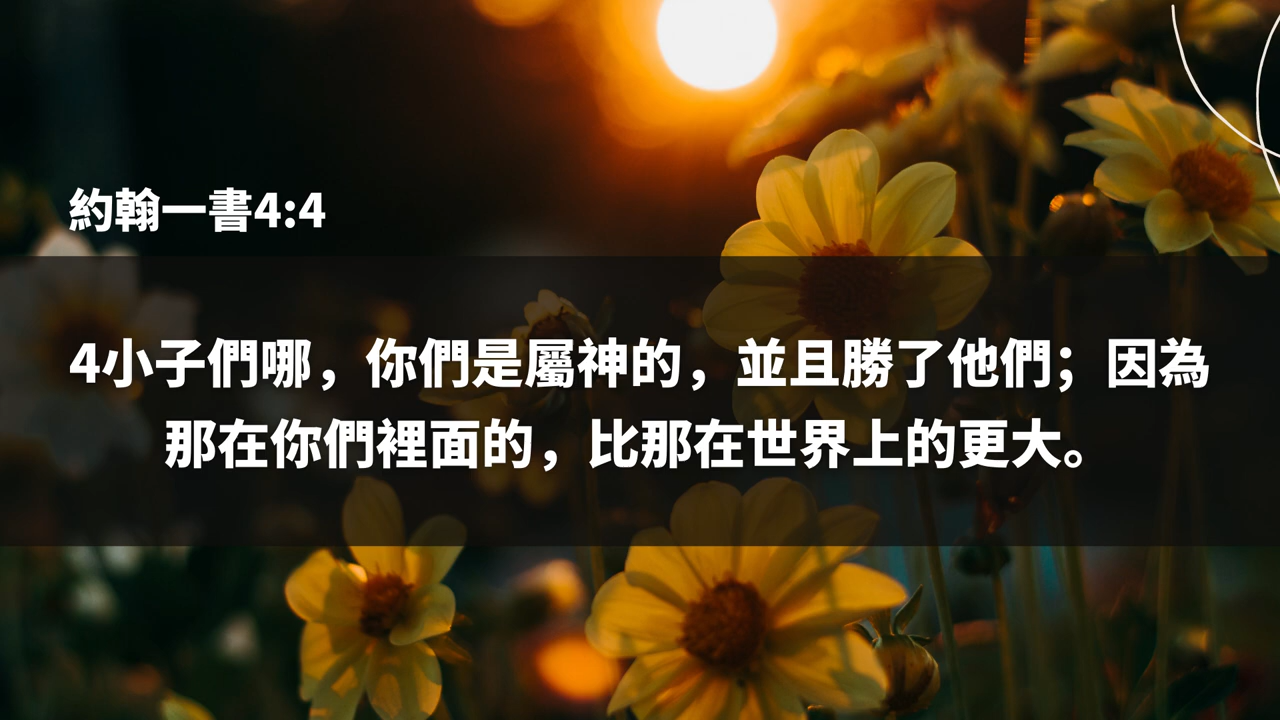 約翰一書4:4
4小子們哪，你們是屬神的，並且勝了他們；因為
那在你們裡面的，比那在世界上的更大。